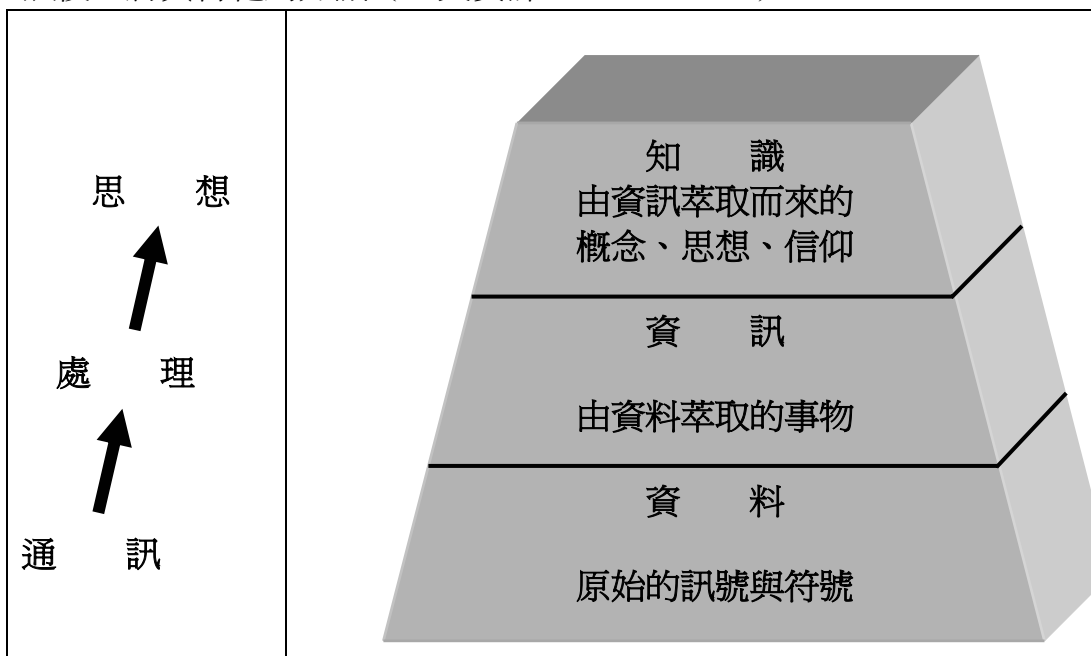 思 想
處 理
通 訊
知 識
由資訊萃取而來的
概念、思想、信仰
資 訊
由資料萃取的事物
資 料
原始的訊號與符號